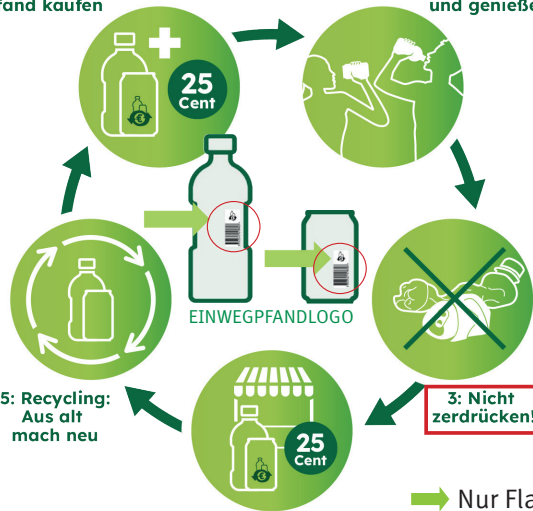 fand kaufen
und genieße
25
Cent
EINWEGPFANDLOGO
5: Recycling:
Aus alt
mach neu
3: Nicht
zerdrücken!
25
Cent
Nur Fla